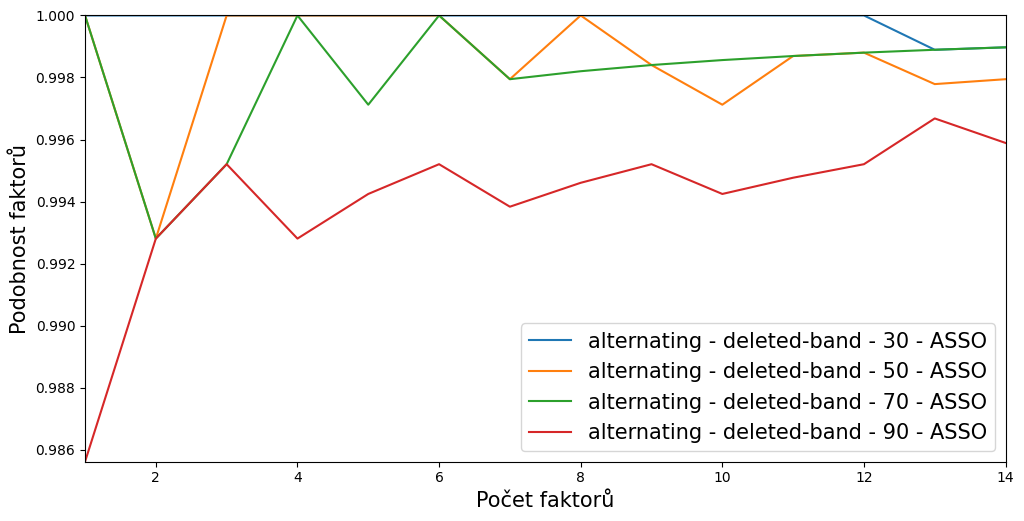 1.000
0.998
0.996
0.994
0.992
0.990
0.988
0.986
Podobnost faktorů
alternating - deleted-band - 30 - ASSO
alternating - deleted-band - 50 - ASSO
alternating - deleted-band - 70 - ASSO
alternating - deleted-band - 90 - ASSO
2 4 6 8 10 12 14
Počet faktorů